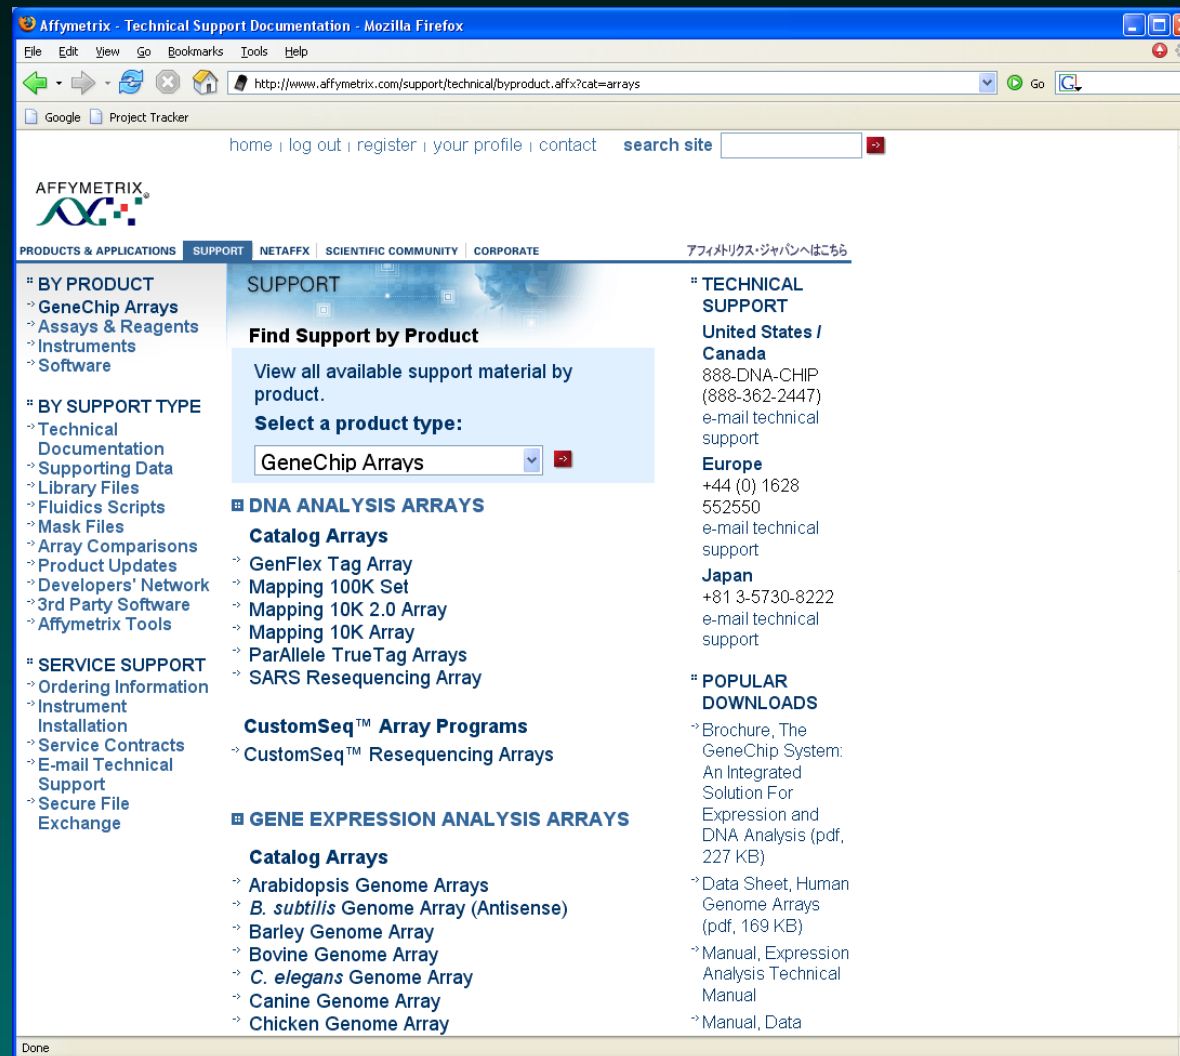 Affymetrix - Technical Support Documentation - Mozilla Firefox
File Edit View Go Bookmarks Tools Help
http://www.affymetrix.com/support/technical/byproduct.affx?cat=arrays
Go
G
Google Project Tracker
home | log out | register | your profile | contact search site
AFFYMETRIX®
PRODUCTS & APPLICATIONS SUPPORT NETAFFX SCIENTIFIC COMMUNITY CORPORATE
アフィメトリクス・ジャパンへはこちら
BY PRODUCT
GeneChip Arrays
Assays & Reagents
Instruments
Software
BY SUPPORT TYPE
Technical
Documentation
Supporting Data
Library Files
Fluidics Scripts
Mask Files
Array Comparisons
Product Updates
Developers' Network
3rd Party Software
Affymetrix Tools
SERVICE SUPPORT
Ordering Information
Instrument
Installation
Service Contracts
E-mail Technical
Support
Secure File
Exchange
SUPPORT
Find Support by Product
View all available support material by
product.
Select a product type:
GeneChip Arrays
DNA ANALYSIS ARRAYS
Catalog Arrays
GenFlex Tag Array
Mapping 100K Set
Mapping 10K 2.0 Array
Mapping 10K Array
ParAllele TrueTag Arrays
SARS Resequencing Array
CustomSeq™ Array Programs
CustomSeq™ Resequencing Arrays
GENE EXPRESSION ANALYSIS ARRAYS
Catalog Arrays
Arabidopsis Genome Arrays
B. subtilis Genome Array (Antisense)
Barley Genome Array
Bovine Genome Array
C. elegans Genome Array
Canine Genome Array
Chicken Genome Array
TECHNICAL
SUPPORT
United States /
Canada
888-DNA-CHIP
(888-362-2447)
e-mail technical
support
Europe
+44 (0) 1628
552550
e-mail technical
support
Japan
+81 3-5730-8222
e-mail technical
support
POPULAR
DOWNLOADS
Brochure, The
GeneChip System:
An Integrated
Solution For
Expression and
DNA Analysis (pdf,
227 KB)
Data Sheet, Human
Genome Arrays
(pdf, 169 KB)
Manual, Expression
Analysis Technical
Manual
Manual, Data
Done